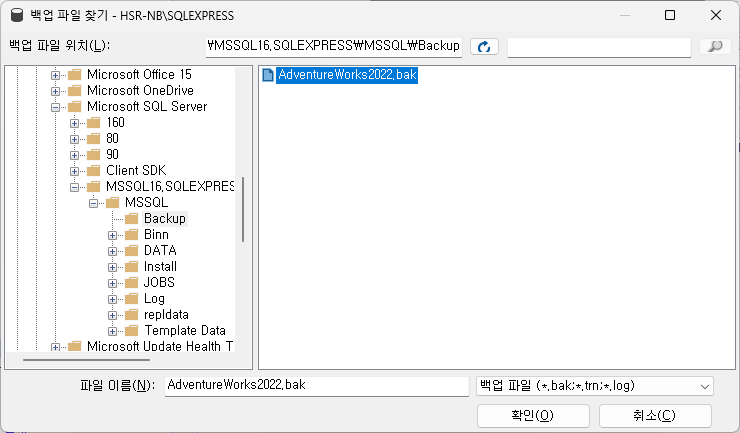 백업 파일 찾기 - HSR-NB\SQLEXPRESS
백업 파일 위치(L): ₩MSSQL16.SQLEXPRESS₩MSSQL₩Backup
Microsoft Office 15
Microsoft OneDrive
Microsoft SQL Server
160
80
90
Client SDK
MSSQL16.SQLEXPRES
MSSQL
Backup
Binn
DATA
Install
JOBS
Log
repldata
Template Data
Microsoft Update Health T
AdventureWorks2022.bak
파일 이름(N): AdventureWorks2022.bak 백업 파일 (*.bak;*.trn;*.log)
확인(O) 취소(C)